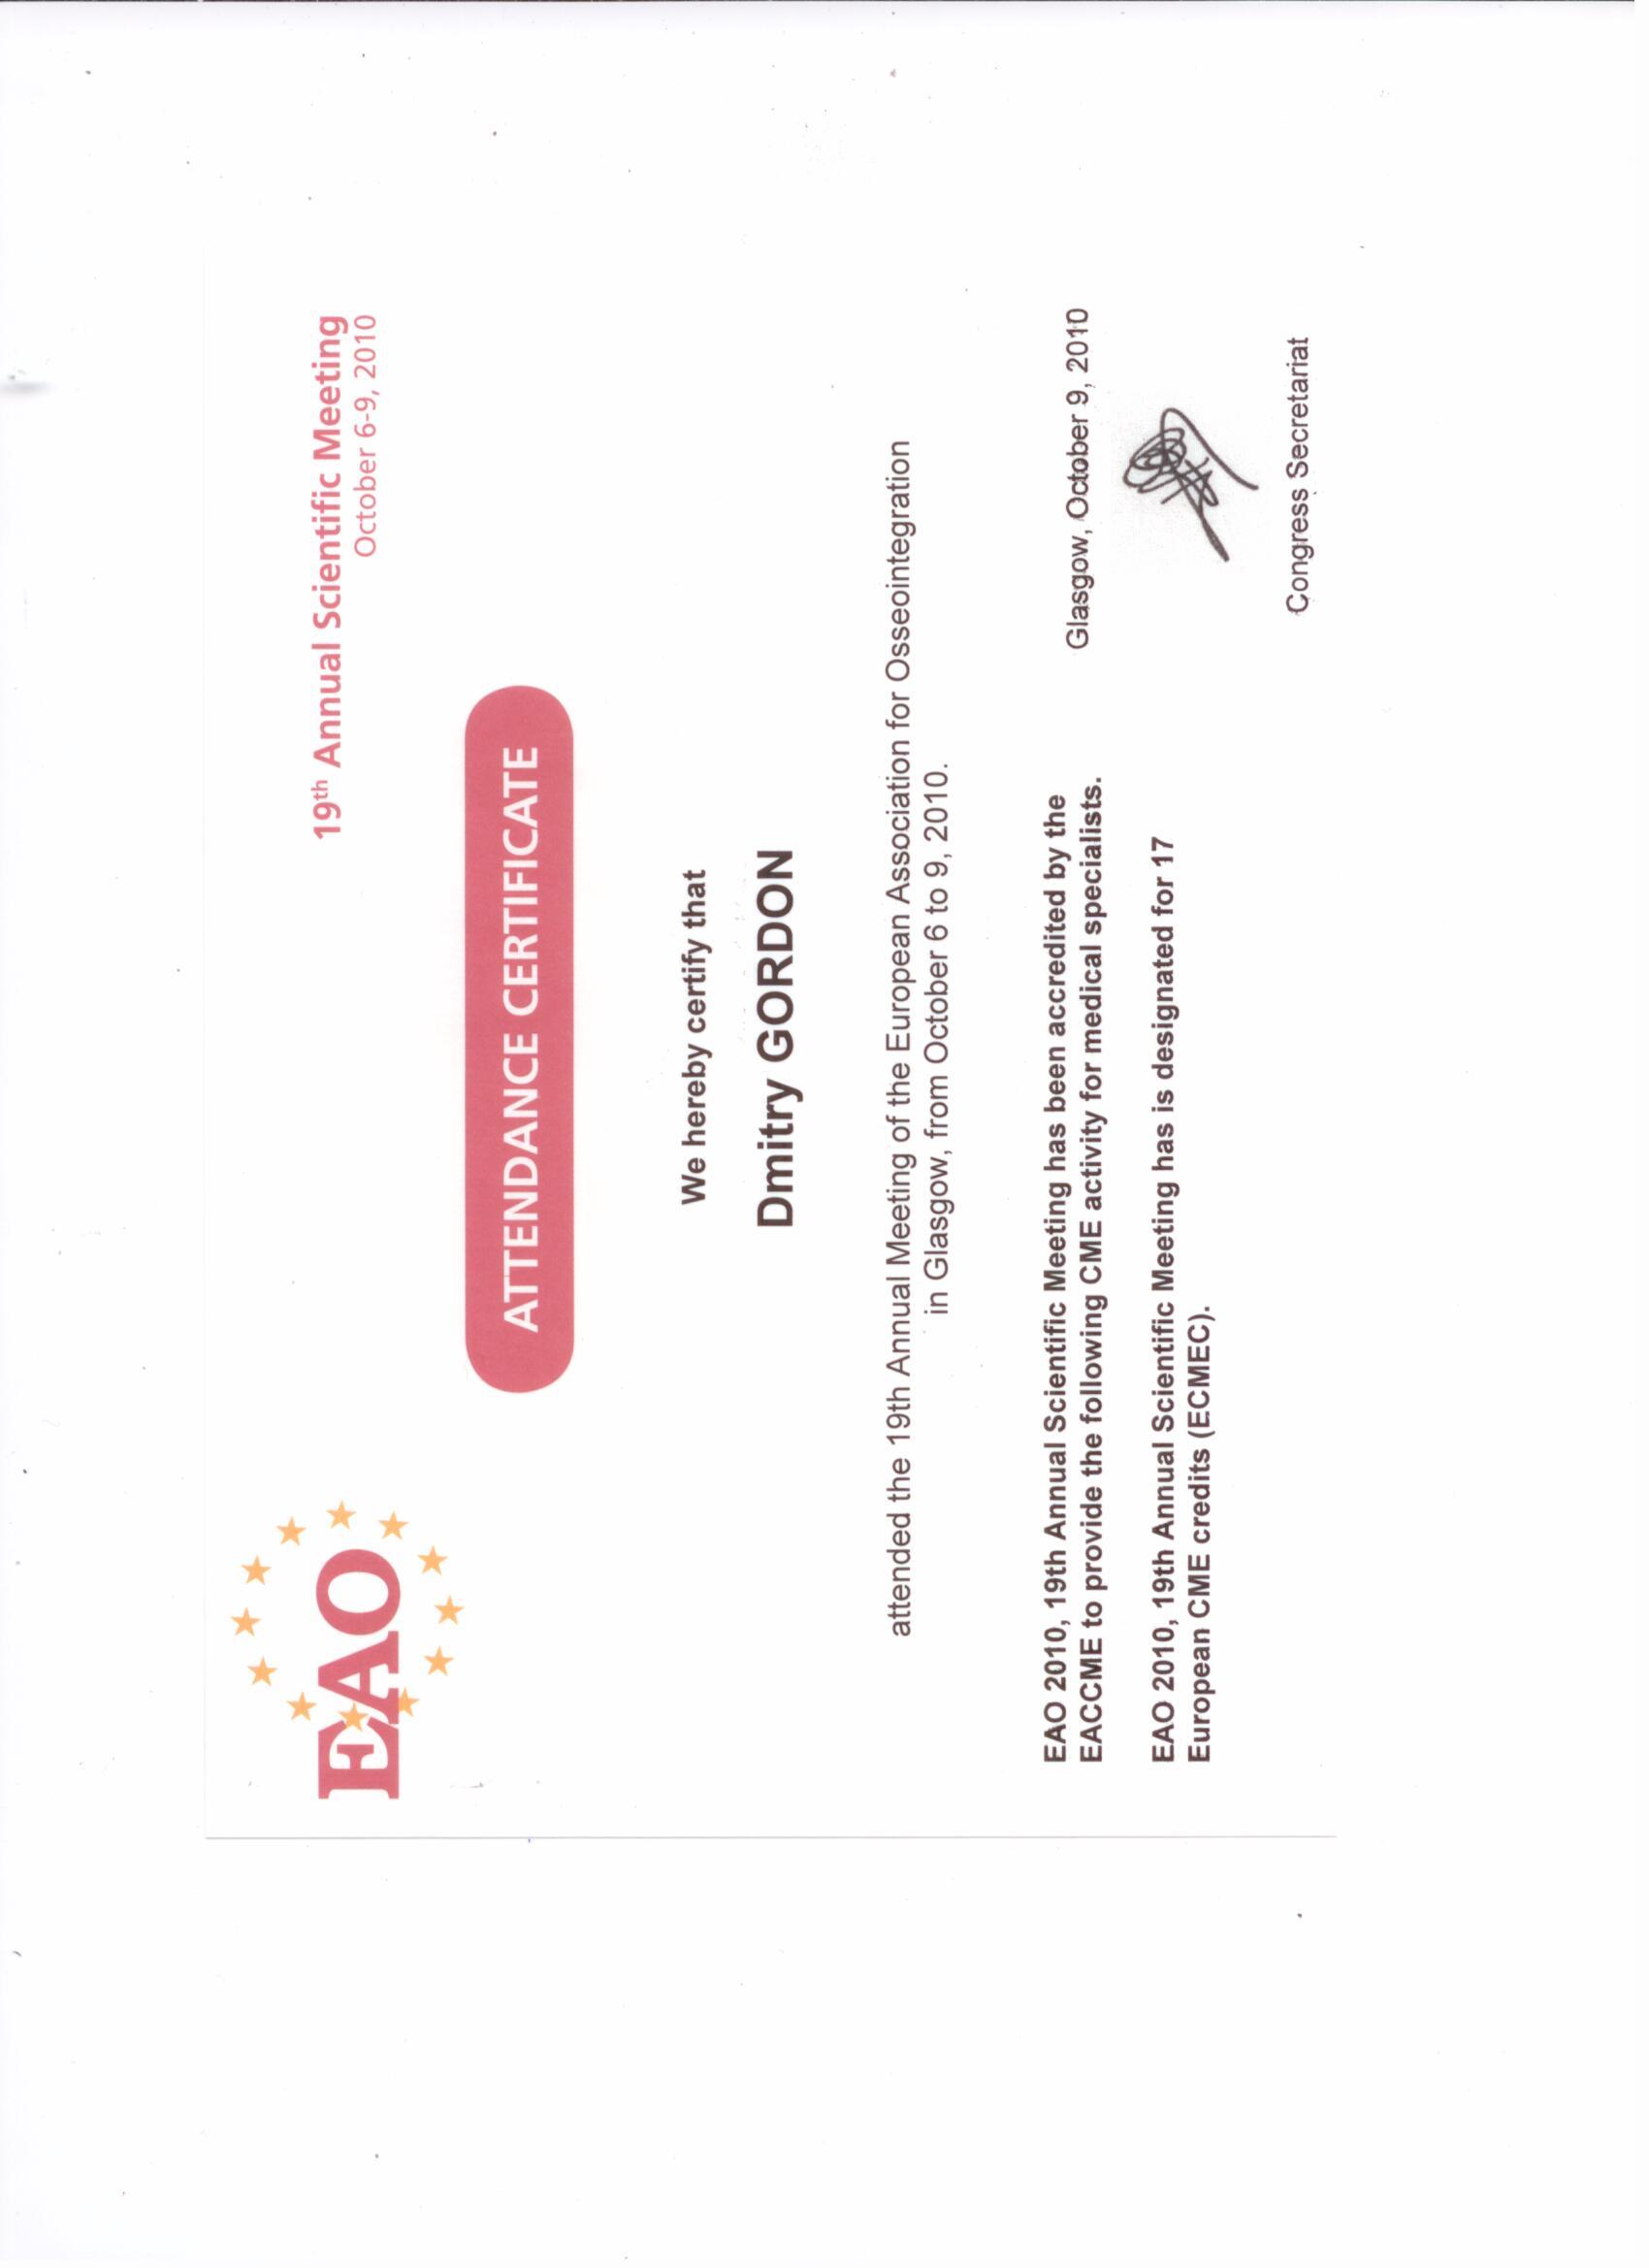 EAO
19th Annual Scientific Meeting
October 6-9, 2010
ATTENDANCE CERTIFICATE
We hereby certify that
Dmitry GORDON
attended the 19th Annual Meeting of the European Association for Osseointegration
in Glasgow, from October 6 to 9, 2010.
EAO 2010, 19th Annual Scientific Meeting has been accredited by the
EACCME to provide the following CME activity for medical specialists.
EAO 2010, 19th Annual Scientific Meeting has is designated for 17
European CME credits (ECMEC).
Glasgow, October 9, 2010
Congress Secretariat